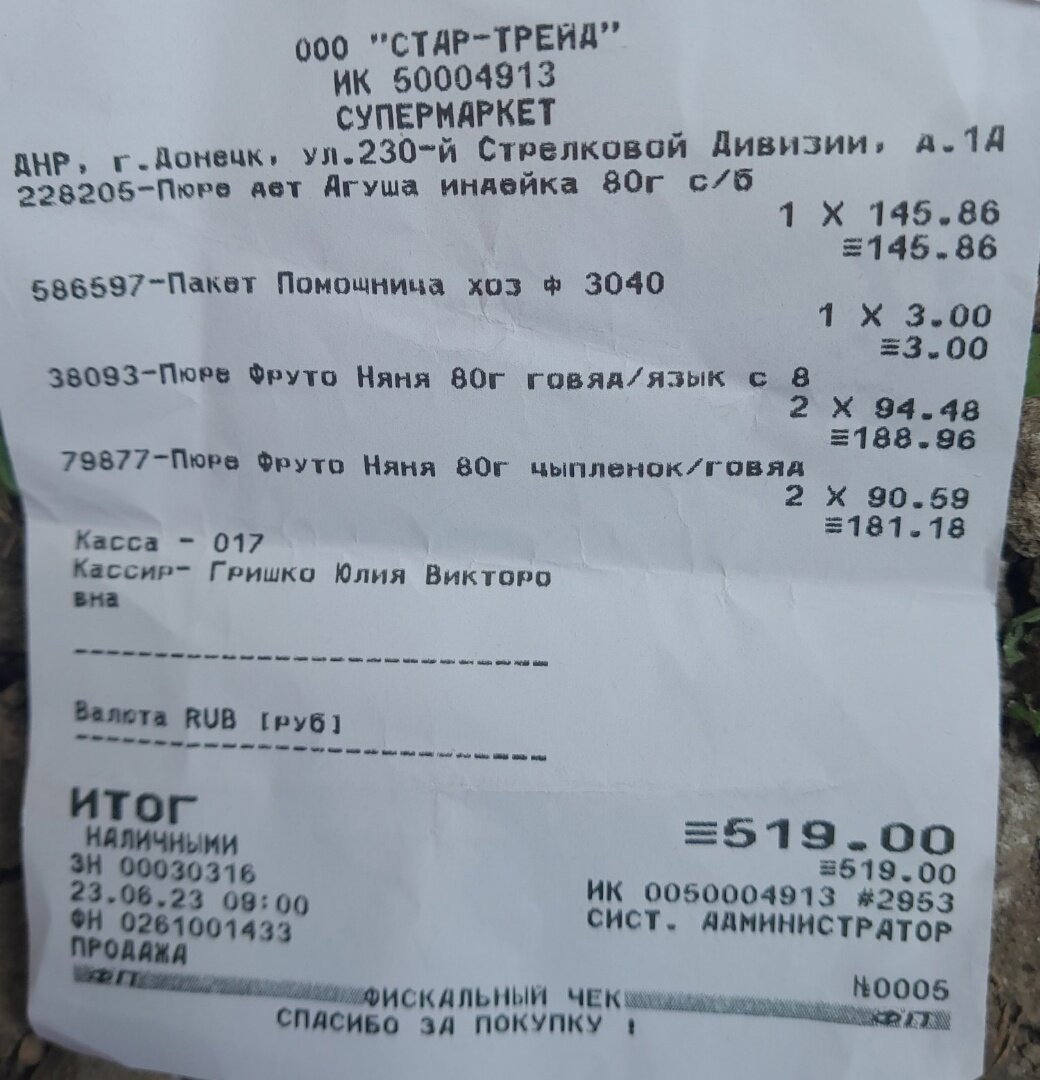 ООО "СТАР-ТРЕЙД"
ИК 50004913
СУПЕРМАРКЕТ
ДНР, г.Донецк, ул.230-й Стрелковой Дивизии, д.1А
228205-Пюре дет Агуша индейка 80г с/б
1 X 145.86
≡145.86
586597-Пакет Помощница хоз ф 3040
1 X 3.00
≡3.00
38093-Пюре Фруто Няня 80г говяд/язык с 8
2 X 94.48
≡188.96
79877-Пюре Фруто Няня 80г цыпленок/говяд
2 X 90.59
≡181.18
Касса - 017
Кассир- Гришко Юлия Викторо
вна
Валюта RUB [руб]
ИТОГ ≡519.00
НАЛИЧНЫМИ ≡519.00
ЗН 00030316 ИК 0050004913 #2953
23.06.23 09:00 СИСТ. АДМИНИСТРАТОР
ФН 0261001433
ПРОДАЖА №0005
ФП ФИСКАЛЬНЫЙ ЧЕК ФП
СПАСИБО ЗА ПОКУПКУ !